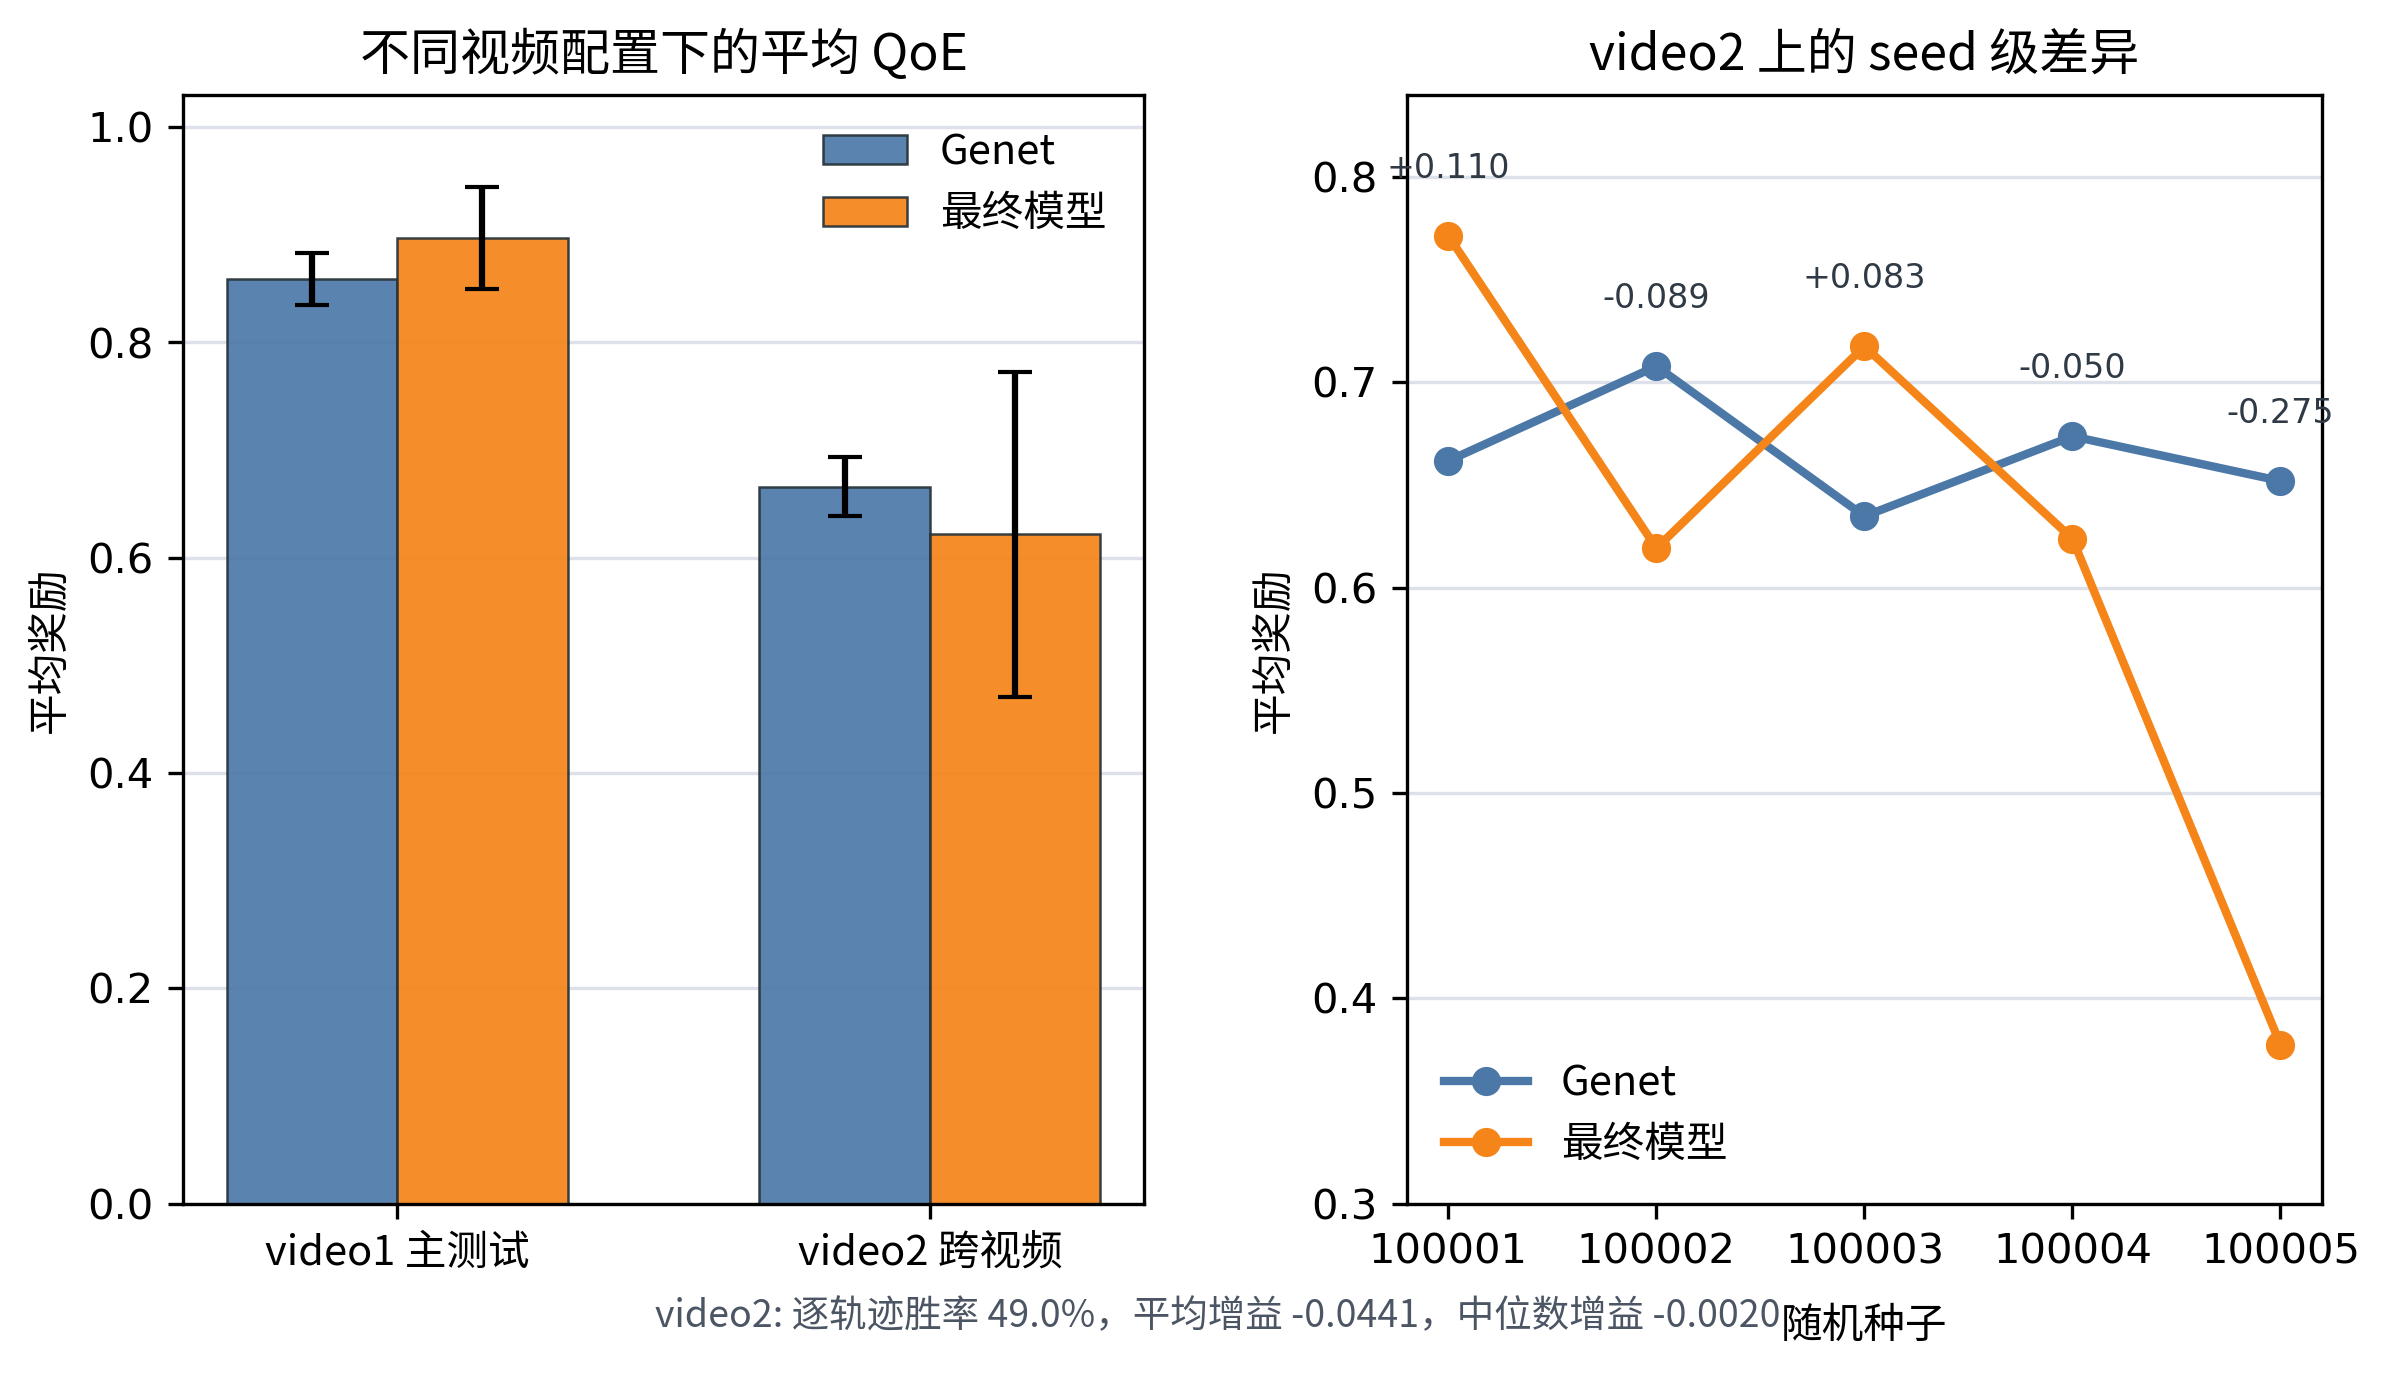 不同视频配置下的平均 QoE
平均奖励
1.0
0.8
0.6
0.4
0.2
0.0
Genet
最终模型
video1 主测试
video2 跨视频
video2 上的 seed 级差异
平均奖励
0.8
0.7
0.6
0.5
0.4
0.3
+0.110
-0.089
+0.083
-0.050
-0.275
Genet
最终模型
100001
100002
100003
100004
100005
随机种子
video2: 逐轨迹胜率 49.0%，平均增益 -0.0441，中位数增益 -0.0020